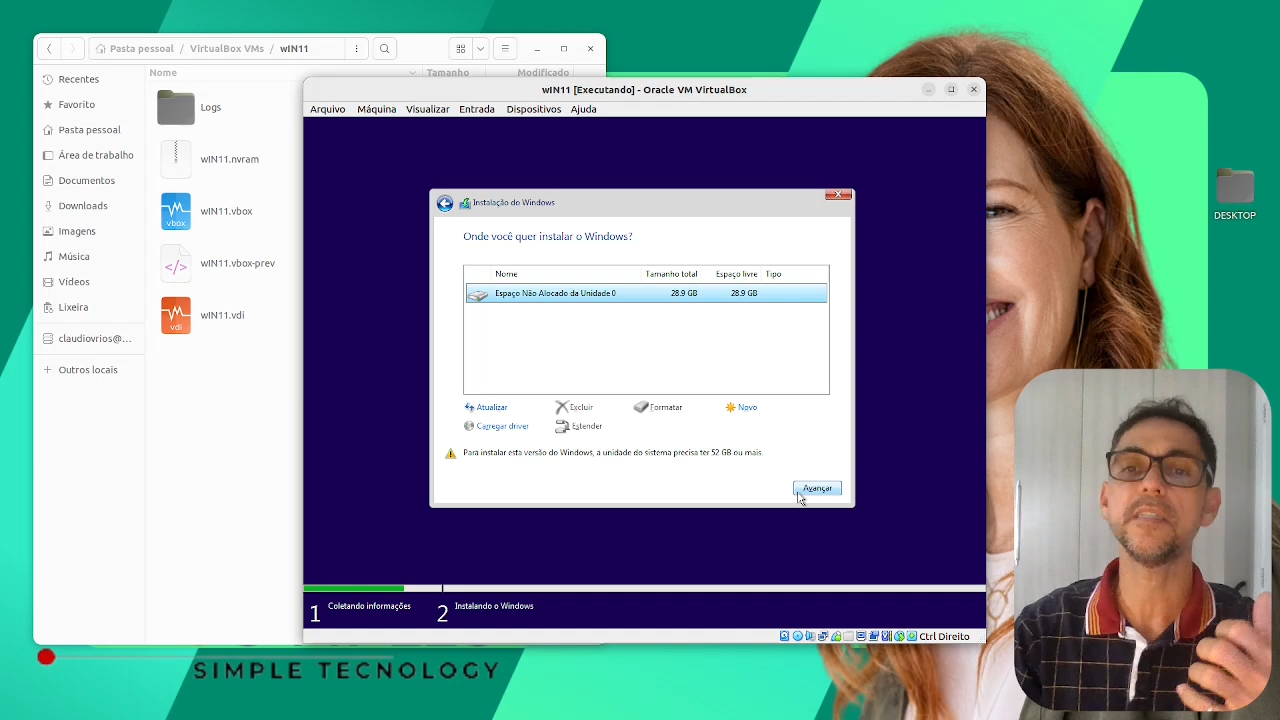 Pasta pessoal / VirtualBox VMs / wIN11
Recentes
Favorito
Pasta pessoal
Área de trabalho
Documentos
Downloads
Imagens
Música
Vídeos
Lixeira
claudiovrios@...
Outros locais
Nome Tamanho Modificado
Logs
wIN11.nvram
vbox
wIN11.vbox
wIN11.vbox-prev
vdi
wIN11.vdi
wIN11 [Executando] - Oracle VM VirtualBox
Arquivo Máquina Visualizar Entrada Dispositivos Ajuda
Instalação do Windows
Onde você quer instalar o Windows?
Nome Tamanho total Espaço livre Tipo
Espaço Não Alocado da Unidade 0 28.9 GB 28.9 GB
Atualizar Excluir Formatar Novo
Carregar driver Estender
Para instalar esta versão do Windows, a unidade do sistema precisa ter 52 GB ou mais.
Avançar
1 Coletando informações 2 Instalando o Windows
Ctrl Direito
DESKTOP
SIMPLE TECNOLOGY